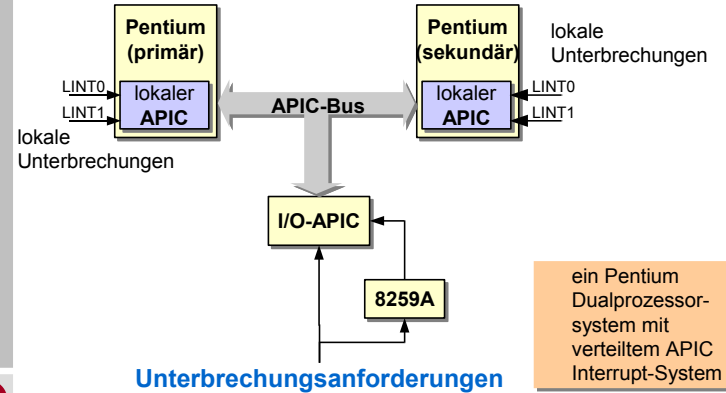 Pentium
(primär)
Pentium
(sekundär)
lokale
Unterbrechungen
LINT0
LINT1
lokaler
APIC
APIC-Bus
lokaler
APIC
LINT0
LINT1
lokale
Unterbrechungen
I/O-APIC
8259A
ein Pentium
Dualprozessor-
system mit
verteiltem APIC
Interrupt-System
Unterbrechungsanforderungen